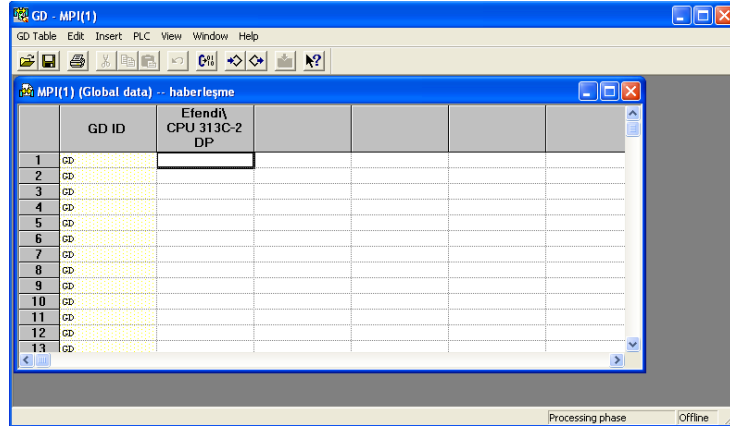 GD - MPI(1)
GD Table Edit Insert PLC View Window Help
MPI(1) (Global data) -- haberleşme
GD ID
Efendi\
CPU 313C-2
DP
1 GD
2 GD
3 GD
4 GD
5 GD
6 GD
7 GD
8 GD
9 GD
10 GD
11 GD
12 GD
13 GD
Processing phase Offline